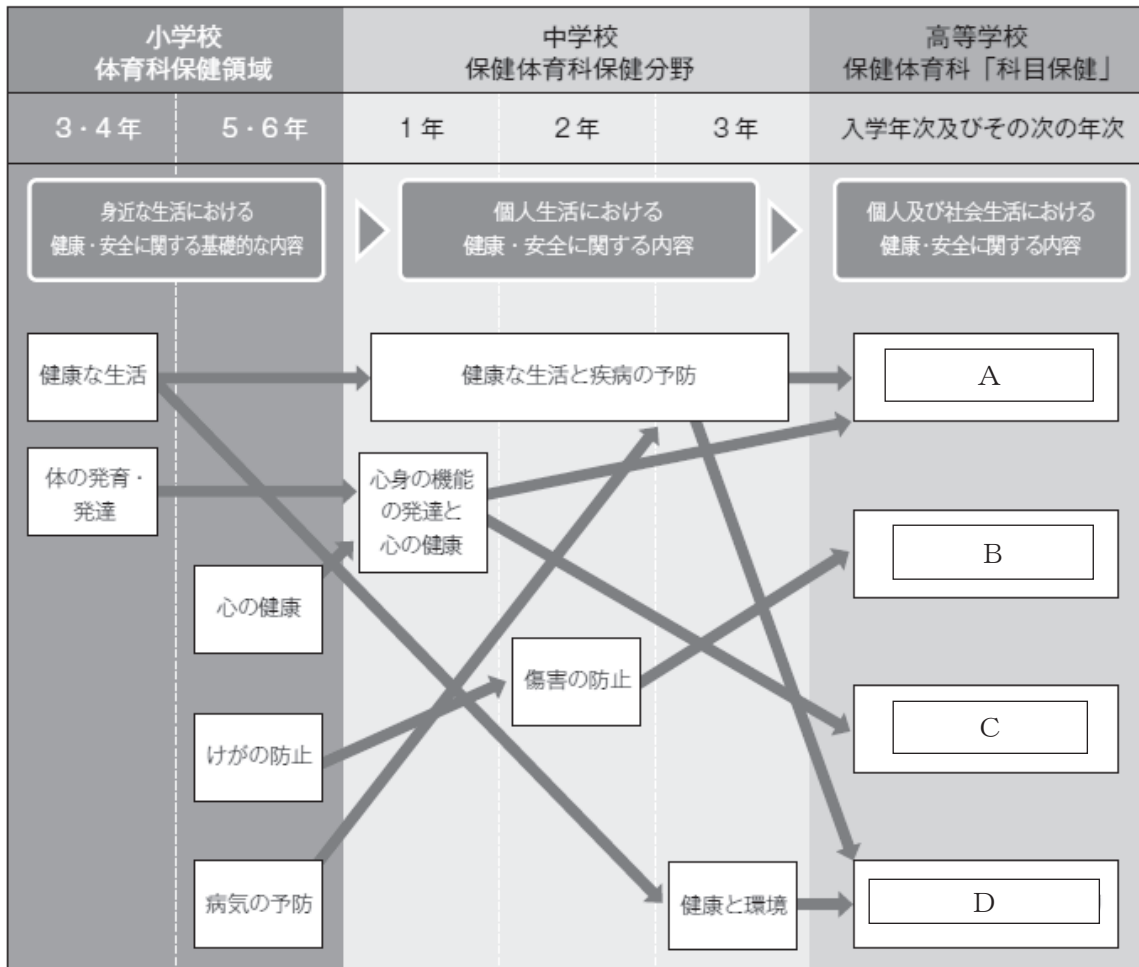 小学校
体育科保健領域
中学校
保健体育科保健分野
高等学校
保健体育科「科目保健」
3・4年
5・6年
1年
2年
3年
入学年次及びその次の年次
身近な生活における
健康・安全に関する基礎的な内容
個人生活における
健康・安全に関する内容
個人及び社会生活における
健康・安全に関する内容
健康な生活
健康な生活と疾病の予防
A
体の発育・
発達
心身の機能
の発達と
心の健康
B
心の健康
傷害の防止
C
けがの防止
病気の予防
健康と環境
D